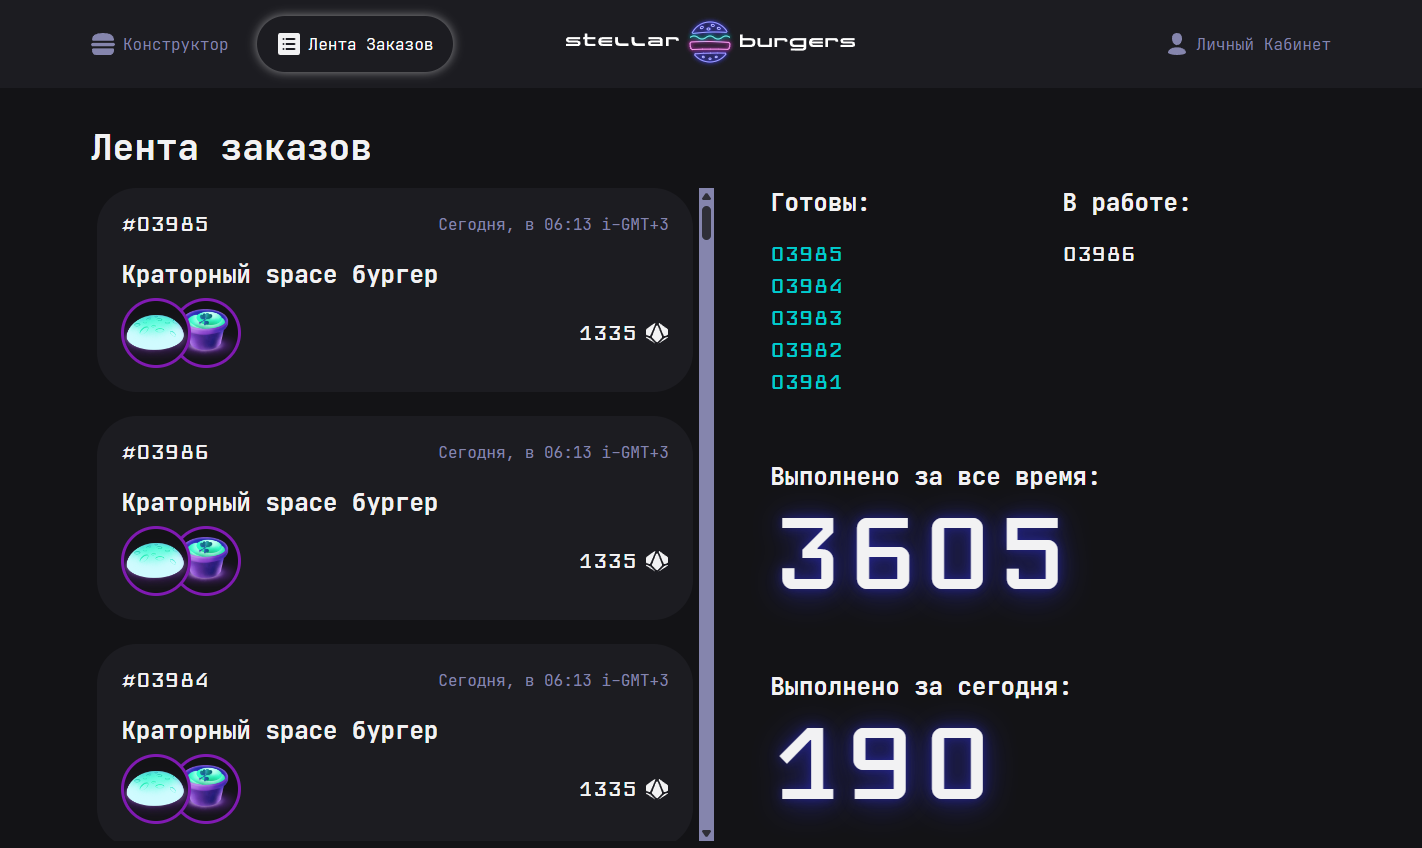 Конструктор
Лента Заказов
stellar burgers
Личный Кабинет
Лента заказов
#03985
Сегодня, в 06:13 i-GMT+3
Краторный space бургер
1335
#03986
Сегодня, в 06:13 i-GMT+3
Краторный space бургер
1335
#03984
Сегодня, в 06:13 i-GMT+3
Краторный space бургер
1335
Готовы:
03985
03984
03983
03982
03981
В работе:
03986
Выполнено за все время:
3605
Выполнено за сегодня:
190